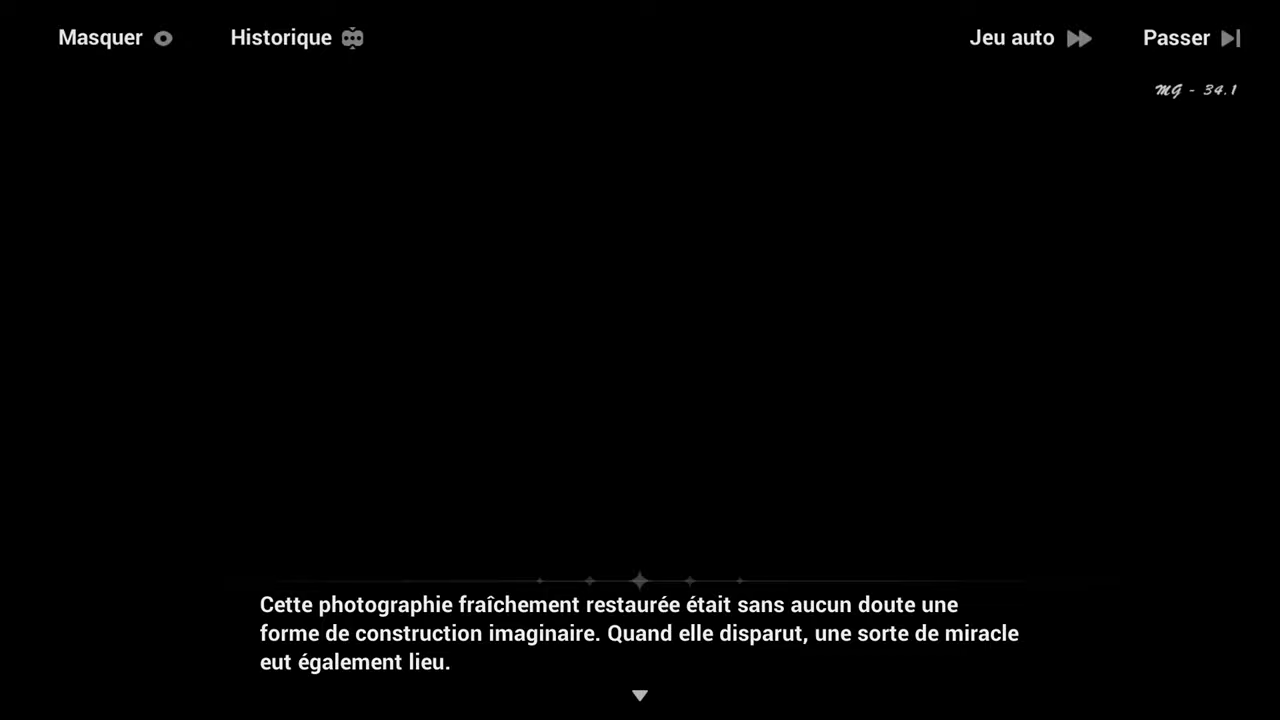 Masquer
Historique
Jeu auto
Passer
MG - 34.1
Cette photographie fraîchement restaurée était sans aucun doute une
forme de construction imaginaire. Quand elle disparut, une sorte de miracle
eut également lieu.